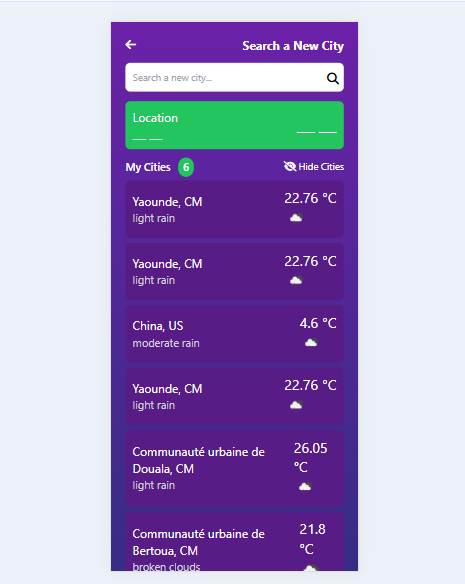 Search a New City
Search a new city...
Location
__ __
__ __
My Cities 6 Hide Cities
Yaounde, CM 22.76 °C
light rain
Yaounde, CM 22.76 °C
light rain
China, US 4.6 °C
moderate rain
Yaounde, CM 22.76 °C
light rain
Communauté urbaine de 26.05
Douala, CM °C
light rain
Communauté urbaine de 21.8
Bertoua, CM °C
broken clouds